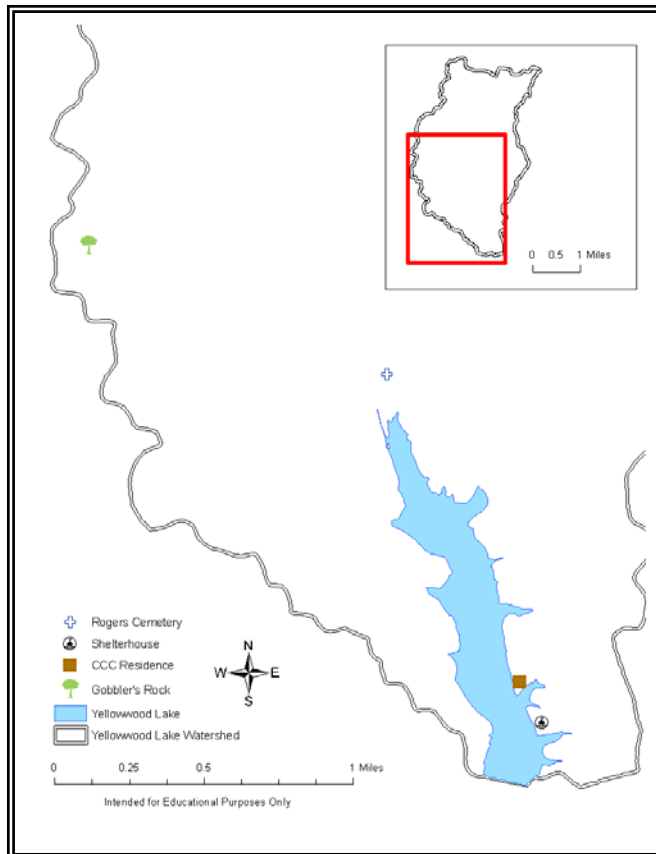 0 0.5 1 Miles
Rogers Cemetery
Shelterhouse
CCC Residence
Gobbler's Rock
Yellowwood Lake
Yellowwood Lake Watershed
N
W E
S
0 0.25 0.5 1 Miles
Intended for Educational Purposes Only